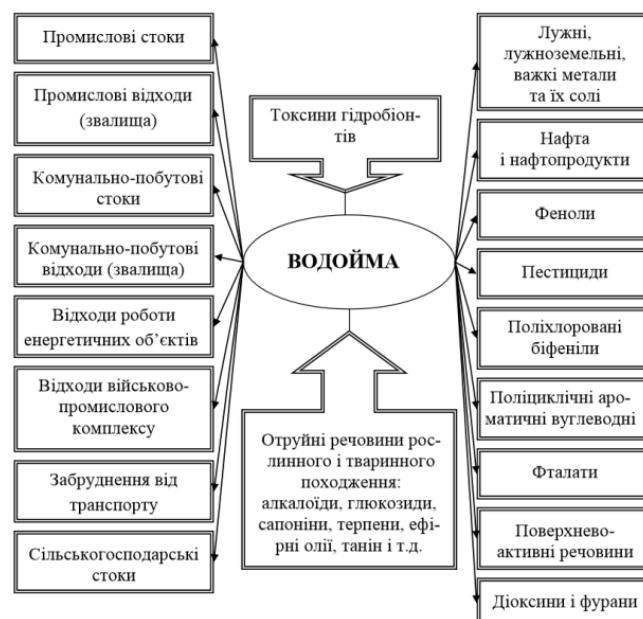 Промислові стоки
Промислові відходи
(звалища)
Комунально-побутові
стоки
Комунально-побутові
відходи (звалища)
Відходи роботи
енергетичних об’єктів
Відходи військово-
промислового
комплексу
Забруднення від
транспорту
Сільськогосподарські
стоки
Токсини гідробіон-
тів
ВОДОЙМА
Отруйні речовини рос-
линного і тваринного
походження:
алкалоїди, глюкозиди,
сапоніни, терпени, ефі-
рні олії, танін і т.д.
Лужні,
лужноземельні,
важкі метали
та їх солі
Нафта
і нафтопродукти
Феноли
Пестициди
Поліхлоровані
біфеніли
Поліциклічні аро-
матичні вуглеводні
Фталати
Поверхнево-
активні речовини
Діоксини і фурани